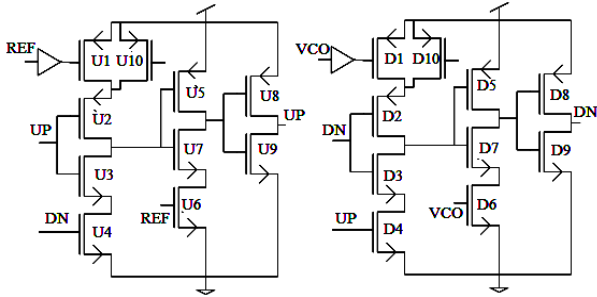 REF
U1
U10
U2
U5
U8
UP
UP
U3
U7
U9
DN
U4
REF
U6
VCO
D1
D10
D2
D5
D8
DN
DN
D3
D7
D9
UP
D4
VCO
D6